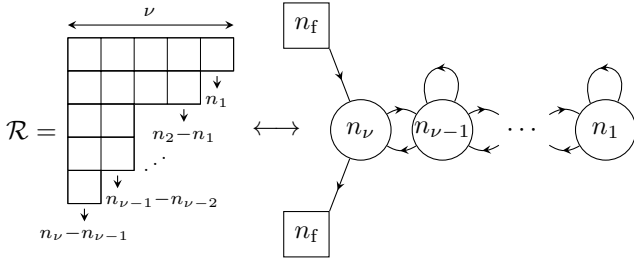 ν
n_f
n_1
n_2−n_1
ℛ =
⋰
⟷
n_ν
n_{ν−1}
⋯
n_1
n_{ν−1}−n_{ν−2}
n_ν−n_{ν−1}
n_f